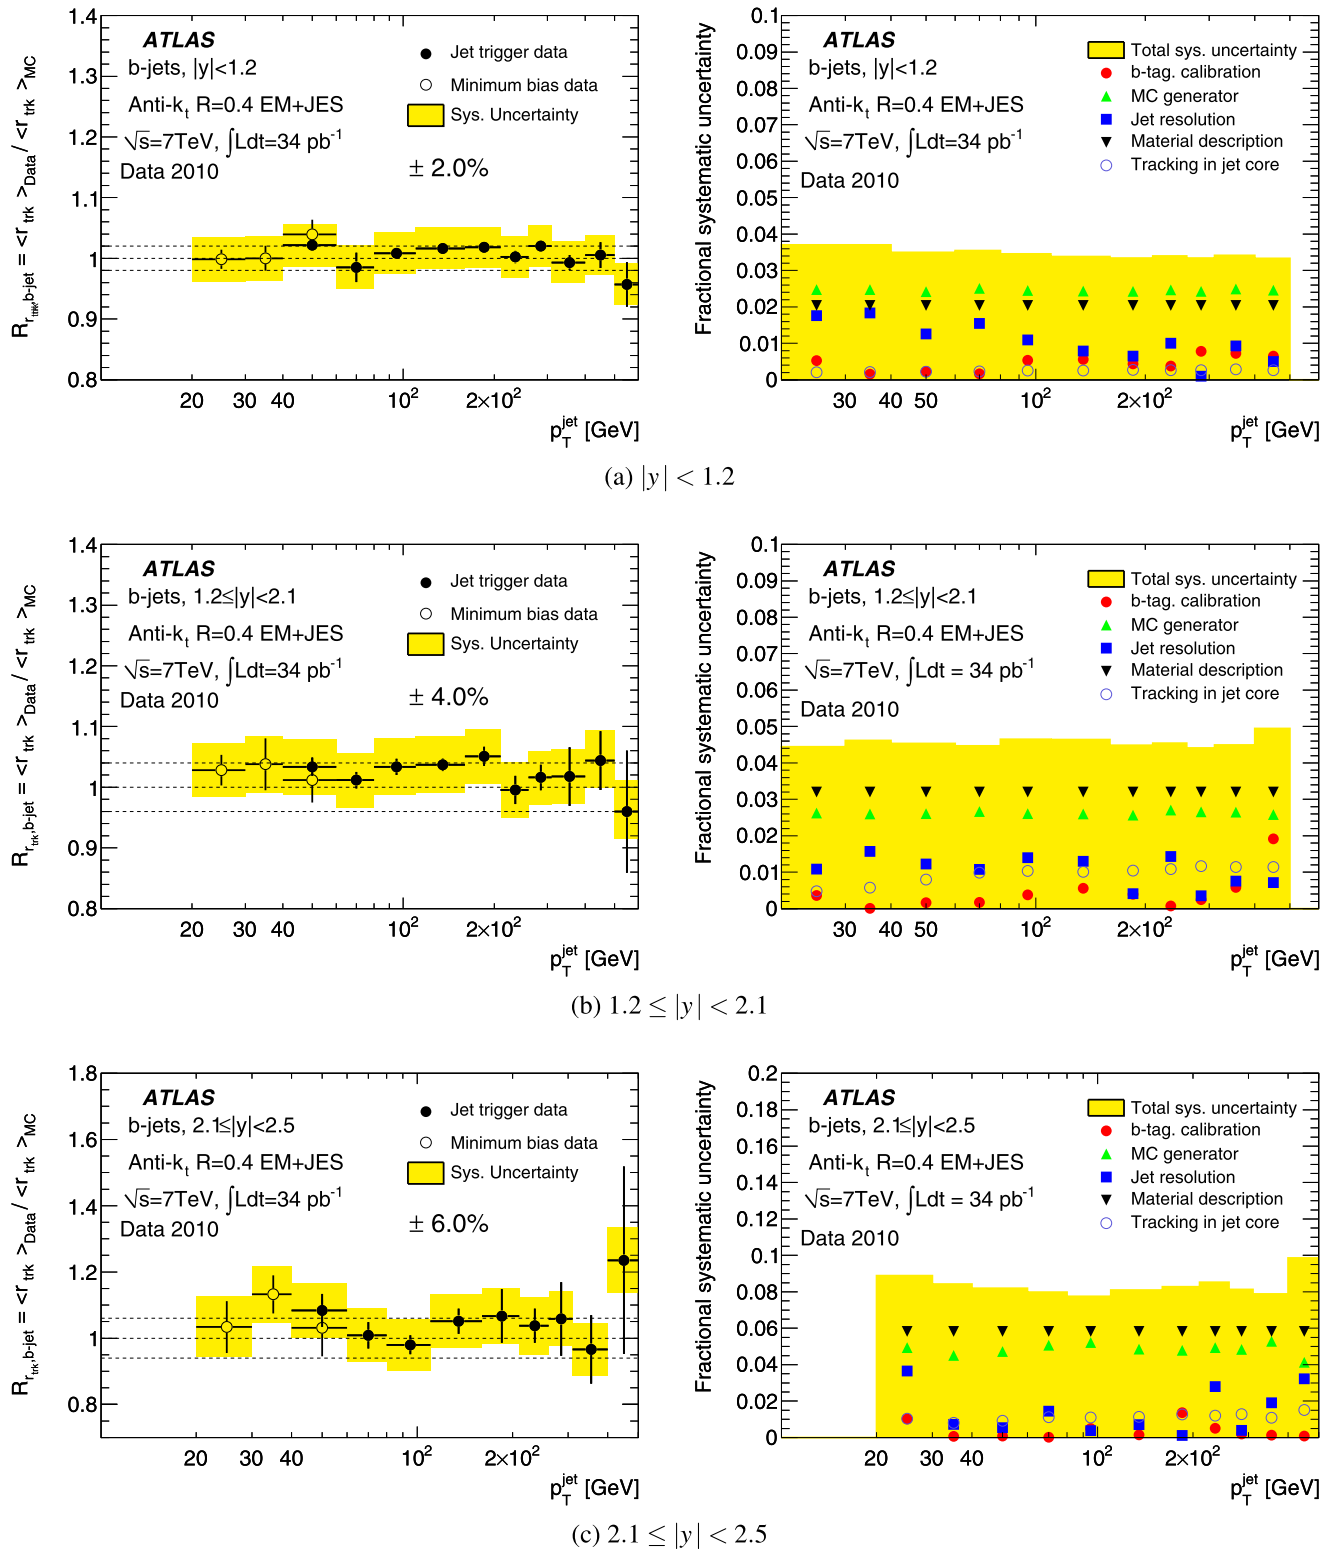 ATLAS
b-jets, |y|<1.2
Anti-kt R=0.4 EM+JES
√s=7TeV, ∫Ldt=34 pb-1
Data 2010
Jet trigger data
Minimum bias data
Sys. Uncertainty
± 2.0%
Rrtrk,b-jet = <rtrk>Data / <rtrk>MC
1.4
1.3
1.2
1.1
1
0.9
0.8
20 30 40 10² 2×10²
pTjet [GeV]
ATLAS
b-jets, |y|<1.2
Anti-kt R=0.4 EM+JES
√s=7TeV, ∫Ldt=34 pb-1
Data 2010
Total sys. uncertainty
b-tag. calibration
MC generator
Jet resolution
Material description
Tracking in jet core
Fractional systematic uncertainty
0.1
0.09
0.08
0.07
0.06
0.05
0.04
0.03
0.02
0.01
0
30 40 50 10² 2×10²
pTjet [GeV]
(a) |y| < 1.2
ATLAS
b-jets, 1.2≤|y|<2.1
Anti-kt R=0.4 EM+JES
√s=7TeV, ∫Ldt=34 pb-1
Data 2010
Jet trigger data
Minimum bias data
Sys. Uncertainty
± 4.0%
Rrtrk,b-jet = <rtrk>Data / <rtrk>MC
1.4
1.3
1.2
1.1
1
0.9
0.8
20 30 40 10² 2×10²
pTjet [GeV]
ATLAS
b-jets, 1.2≤|y|<2.1
Anti-kt R=0.4 EM+JES
√s=7TeV, ∫Ldt = 34 pb-1
Data 2010
Total sys. uncertainty
b-tag. calibration
MC generator
Jet resolution
Material description
Tracking in jet core
Fractional systematic uncertainty
0.1
0.09
0.08
0.07
0.06
0.05
0.04
0.03
0.02
0.01
0
30 40 50 10² 2×10²
pTjet [GeV]
(b) 1.2 ≤ |y| < 2.1
ATLAS
b-jets, 2.1≤|y|<2.5
Anti-kt R=0.4 EM+JES
√s=7TeV, ∫Ldt=34 pb-1
Data 2010
Jet trigger data
Minimum bias data
Sys. Uncertainty
± 6.0%
Rrtrk,b-jet = <rtrk>Data / <rtrk>MC
1.8
1.6
1.4
1.2
1
0.8
20 30 40 10² 2×10²
pTjet [GeV]
ATLAS
b-jets, 2.1≤|y|<2.5
Anti-kt R=0.4 EM+JES
√s=7TeV, ∫Ldt = 34 pb-1
Data 2010
Total sys. uncertainty
b-tag. calibration
MC generator
Jet resolution
Material description
Tracking in jet core
Fractional systematic uncertainty
0.2
0.18
0.16
0.14
0.12
0.1
0.08
0.06
0.04
0.02
0
20 30 40 10² 2×10²
pTjet [GeV]
(c) 2.1 ≤ |y| < 2.5